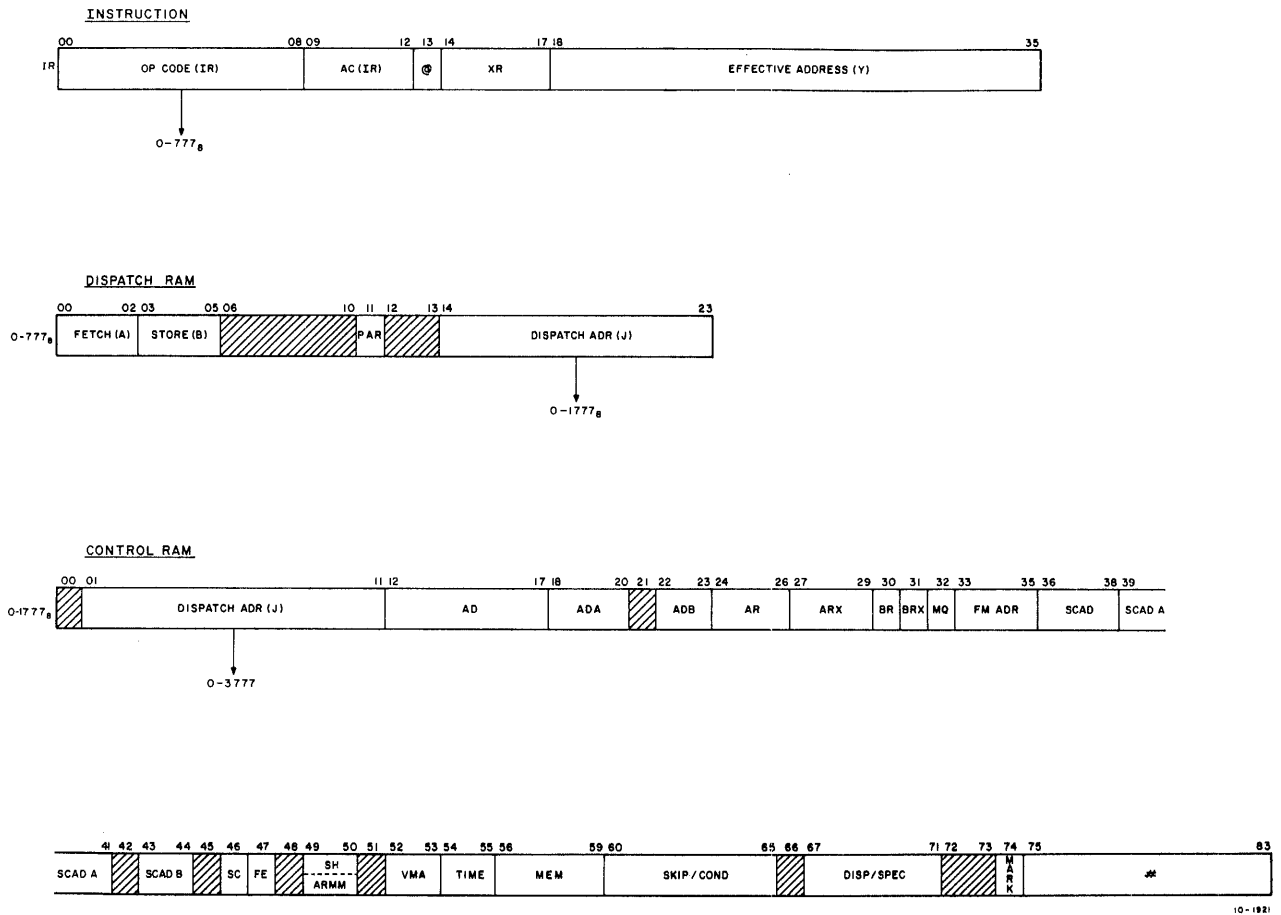 INSTRUCTION
00 08 09 12 13 14 17 18 35
IR OP CODE (IR) AC (IR) @ XR EFFECTIVE ADDRESS (Y)
0-777₈
DISPATCH RAM
00 02 03 05 06 10 11 12 13 14 23
0-777₈ FETCH (A) STORE (B) PAR DISPATCH ADR (J)
0-1777₈
CONTROL RAM
00 01 11 12 17 18 20 21 22 23 24 26 27 29 30 31 32 33 35 36 38 39
0-1777₈ DISPATCH ADR (J) AD ADA ADB AR ARX BR BRX MQ FM ADR SCAD SCAD A
0-3777
41 42 43 44 45 46 47 48 49 50 51 52 53 54 55 56 59 60 65 66 67 71 72 73 74 75 83
SCAD A SCAD B SC FE SH ARMM VMA TIME MEM SKIP/COND DISP/SPEC MARK #
10-1921